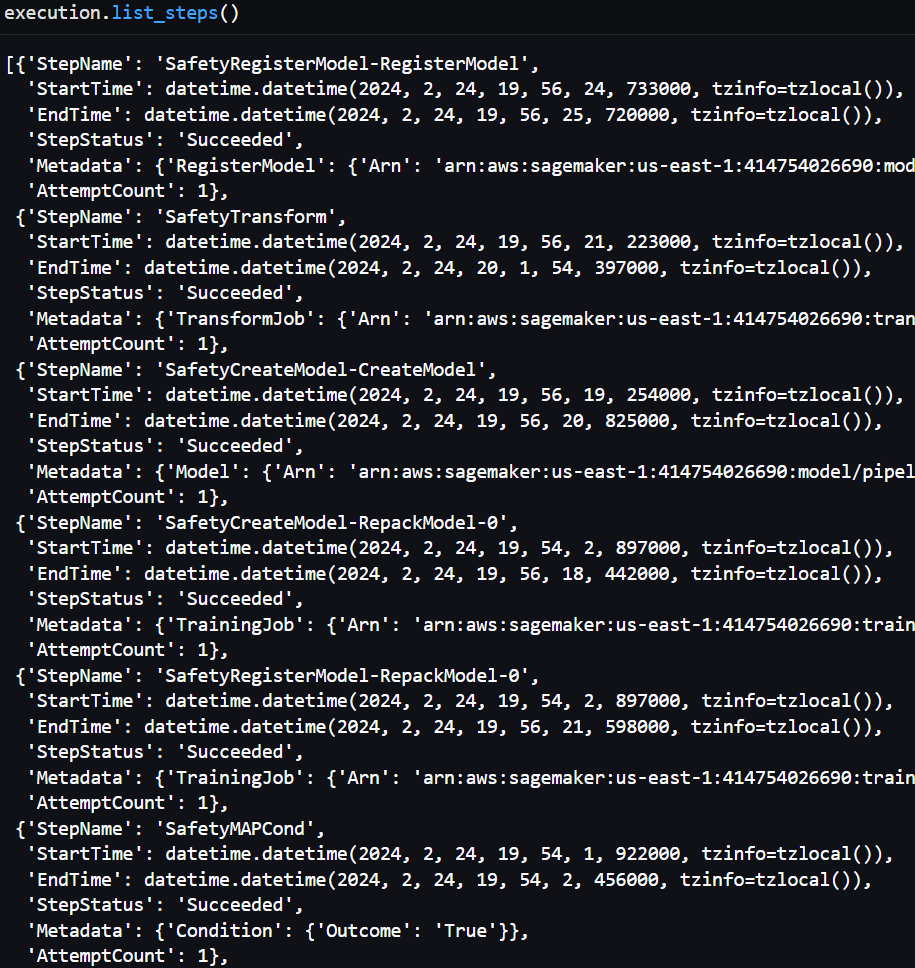 execution.list_steps()
[{'StepName': 'SafetyRegisterModel-RegisterModel',
'StartTime': datetime.datetime(2024, 2, 24, 19, 56, 24, 733000, tzinfo=tzlocal()),
'EndTime': datetime.datetime(2024, 2, 24, 19, 56, 25, 720000, tzinfo=tzlocal()),
'StepStatus': 'Succeeded',
'Metadata': {'RegisterModel': {'Arn': 'arn:aws:sagemaker:us-east-1:414754026690:mod
'AttemptCount': 1},
{'StepName': 'SafetyTransform',
'StartTime': datetime.datetime(2024, 2, 24, 19, 56, 21, 223000, tzinfo=tzlocal()),
'EndTime': datetime.datetime(2024, 2, 24, 20, 1, 54, 397000, tzinfo=tzlocal()),
'StepStatus': 'Succeeded',
'Metadata': {'TransformJob': {'Arn': 'arn:aws:sagemaker:us-east-1:414754026690:tran
'AttemptCount': 1},
{'StepName': 'SafetyCreateModel-CreateModel',
'StartTime': datetime.datetime(2024, 2, 24, 19, 56, 19, 254000, tzinfo=tzlocal()),
'EndTime': datetime.datetime(2024, 2, 24, 19, 56, 20, 825000, tzinfo=tzlocal()),
'StepStatus': 'Succeeded',
'Metadata': {'Model': {'Arn': 'arn:aws:sagemaker:us-east-1:414754026690:model/pipel
'AttemptCount': 1},
{'StepName': 'SafetyCreateModel-RepackModel-0',
'StartTime': datetime.datetime(2024, 2, 24, 19, 54, 2, 897000, tzinfo=tzlocal()),
'EndTime': datetime.datetime(2024, 2, 24, 19, 56, 18, 442000, tzinfo=tzlocal()),
'StepStatus': 'Succeeded',
'Metadata': {'TrainingJob': {'Arn': 'arn:aws:sagemaker:us-east-1:414754026690:train
'AttemptCount': 1},
{'StepName': 'SafetyRegisterModel-RepackModel-0',
'StartTime': datetime.datetime(2024, 2, 24, 19, 54, 2, 897000, tzinfo=tzlocal()),
'EndTime': datetime.datetime(2024, 2, 24, 19, 56, 21, 598000, tzinfo=tzlocal()),
'StepStatus': 'Succeeded',
'Metadata': {'TrainingJob': {'Arn': 'arn:aws:sagemaker:us-east-1:414754026690:train
'AttemptCount': 1},
{'StepName': 'SafetyMAPCond',
'StartTime': datetime.datetime(2024, 2, 24, 19, 54, 1, 922000, tzinfo=tzlocal()),
'EndTime': datetime.datetime(2024, 2, 24, 19, 54, 2, 456000, tzinfo=tzlocal()),
'StepStatus': 'Succeeded',
'Metadata': {'Condition': {'Outcome': 'True'}},
'AttemptCount': 1},